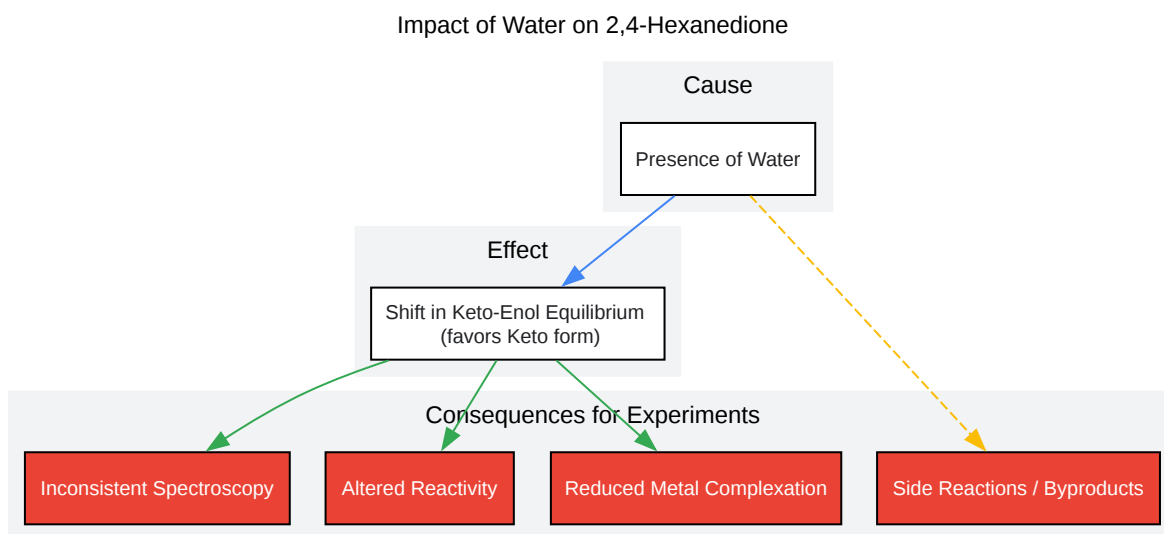 Impact of Water on 2,4-Hexanedione
Cause
Presence of Water
Effect
Shift in Keto-Enol Equilibrium
(favors Keto form)
Consequences for Experiments
Inconsistent Spectroscopy
Altered Reactivity
Reduced Metal Complexation
Side Reactions / Byproducts